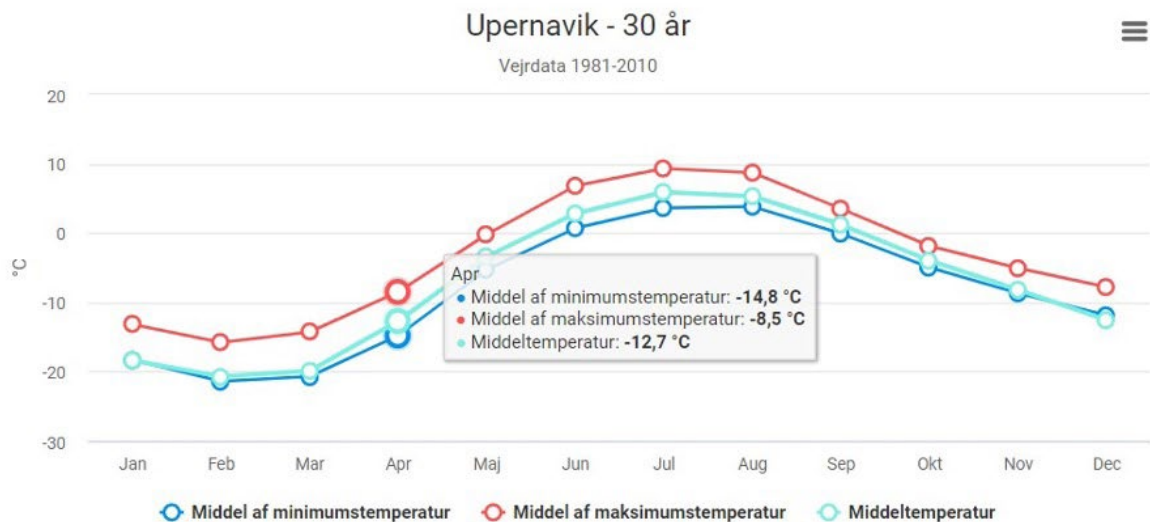 Upernavik - 30 år
Vejrdata 1981-2010
20
10
0
-10
-20
-30
°C
Apr
• Middel af minimumstemperatur: -14,8 °C
• Middel af maksimumstemperatur: -8,5 °C
• Middeltemperatur: -12,7 °C
Jan Feb Mar Apr Maj Jun Jul Aug Sep Okt Nov Dec
Middel af minimumstemperatur Middel af maksimumstemperatur Middeltemperatur